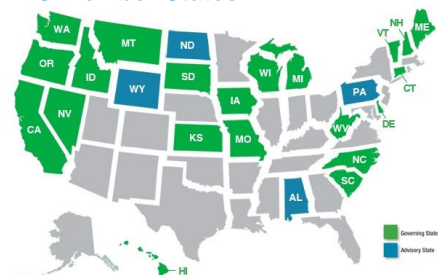 WA
MT
ND
OR
ID
SD
WY
WI
MI
VT
NH
ME
CT
PA
IA
NV
CA
KS
MO
WV
DE
NC
SC
AL
HI
Governing State
Advisory State